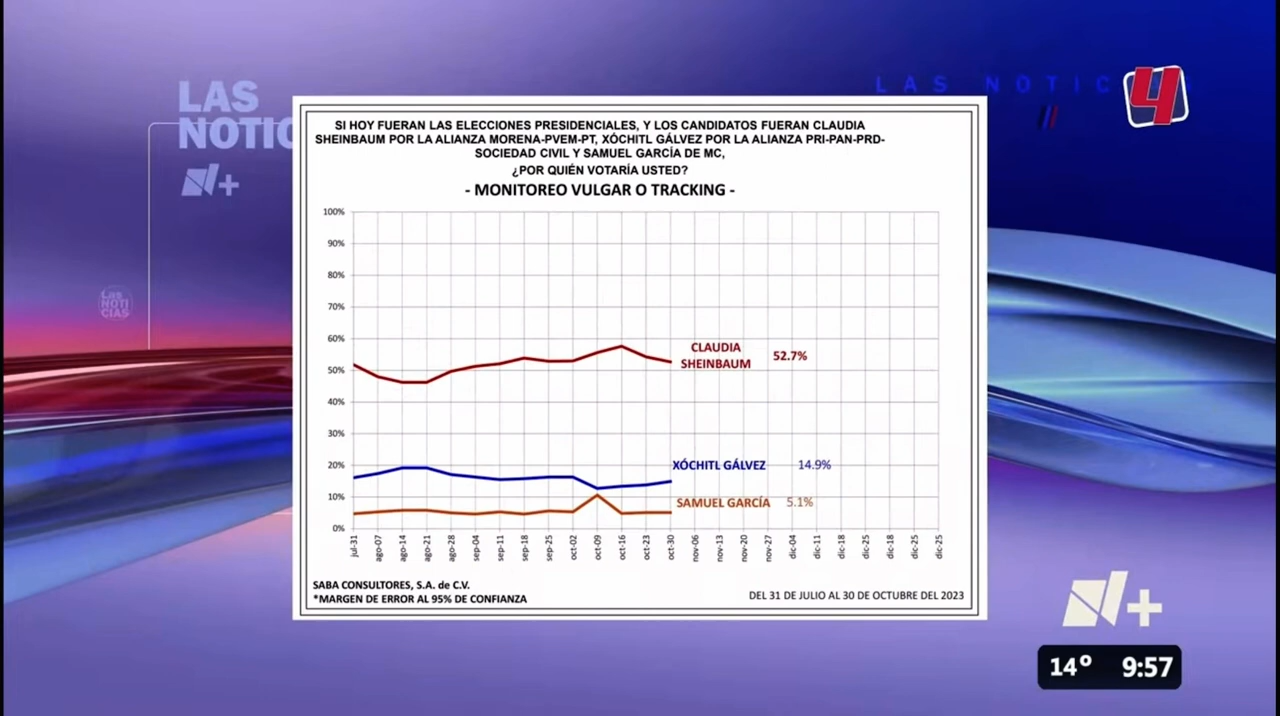 LAS NOTIC
LAS
NOTIC
N+
4
Las
NOTI
CIAS
SI HOY FUERAN LAS ELECCIONES PRESIDENCIALES, Y LOS CANDIDATOS FUERAN CLAUDIA
SHEINBAUM POR LA ALIANZA MORENA-PVEM-PT, XÓCHITL GÁLVEZ POR LA ALIANZA PRI-PAN-PRD-
SOCIEDAD CIVIL Y SAMUEL GARCÍA DE MC,
¿POR QUIÉN VOTARÍA USTED?
- MONITOREO VULGAR O TRACKING -
100%
90%
80%
70%
60%
50%
40%
30%
20%
10%
0%
CLAUDIA
SHEINBAUM 52.7%
XÓCHITL GÁLVEZ 14.9%
SAMUEL GARCÍA 5.1%
jul-31 ago-07 ago-14 ago-21 ago-28 sep-04 sep-11 sep-18 sep-25 oct-02 oct-09 oct-16 oct-23 oct-30 nov-06 nov-13 nov-20 nov-27 dic-04 dic-11 dic-18 dic-25 dic-18 dic-25 dic-25
SABA CONSULTORES, S.A. de C.V.
*MARGEN DE ERROR AL 95% DE CONFIANZA
DEL 31 DE JULIO AL 30 DE OCTUBRE DEL 2023
N+
14° 9:57